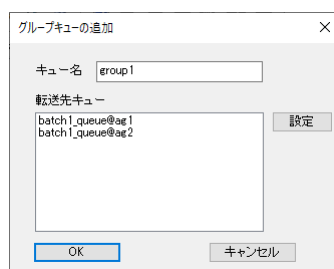 グループキューの追加
キュー名 group1
転送先キュー
batch1_queue@ag1
batch1_queue@ag2
設定
OK キャンセル